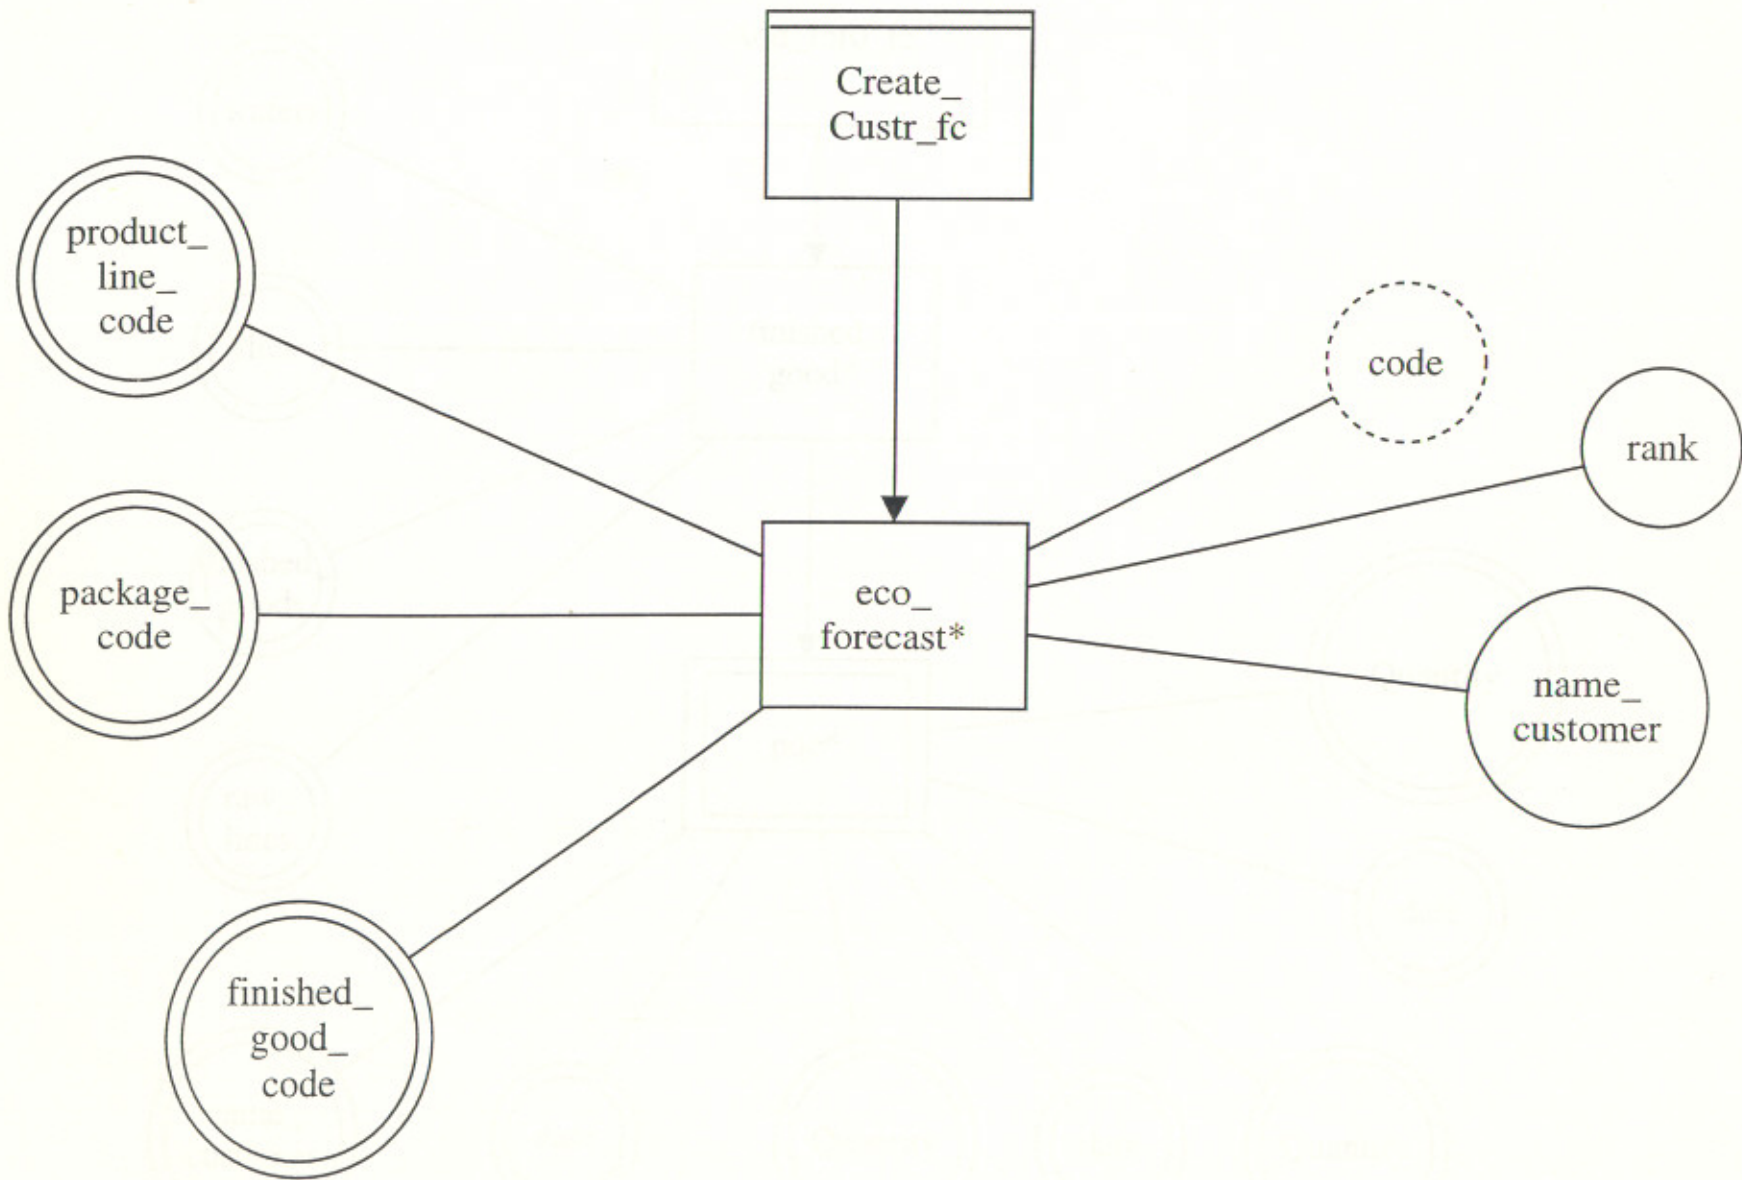 Create_
Custr_fc
product_
line_
code
code
rank
package_
code
eco_
forecast*
name_
customer
finished_
good_
code